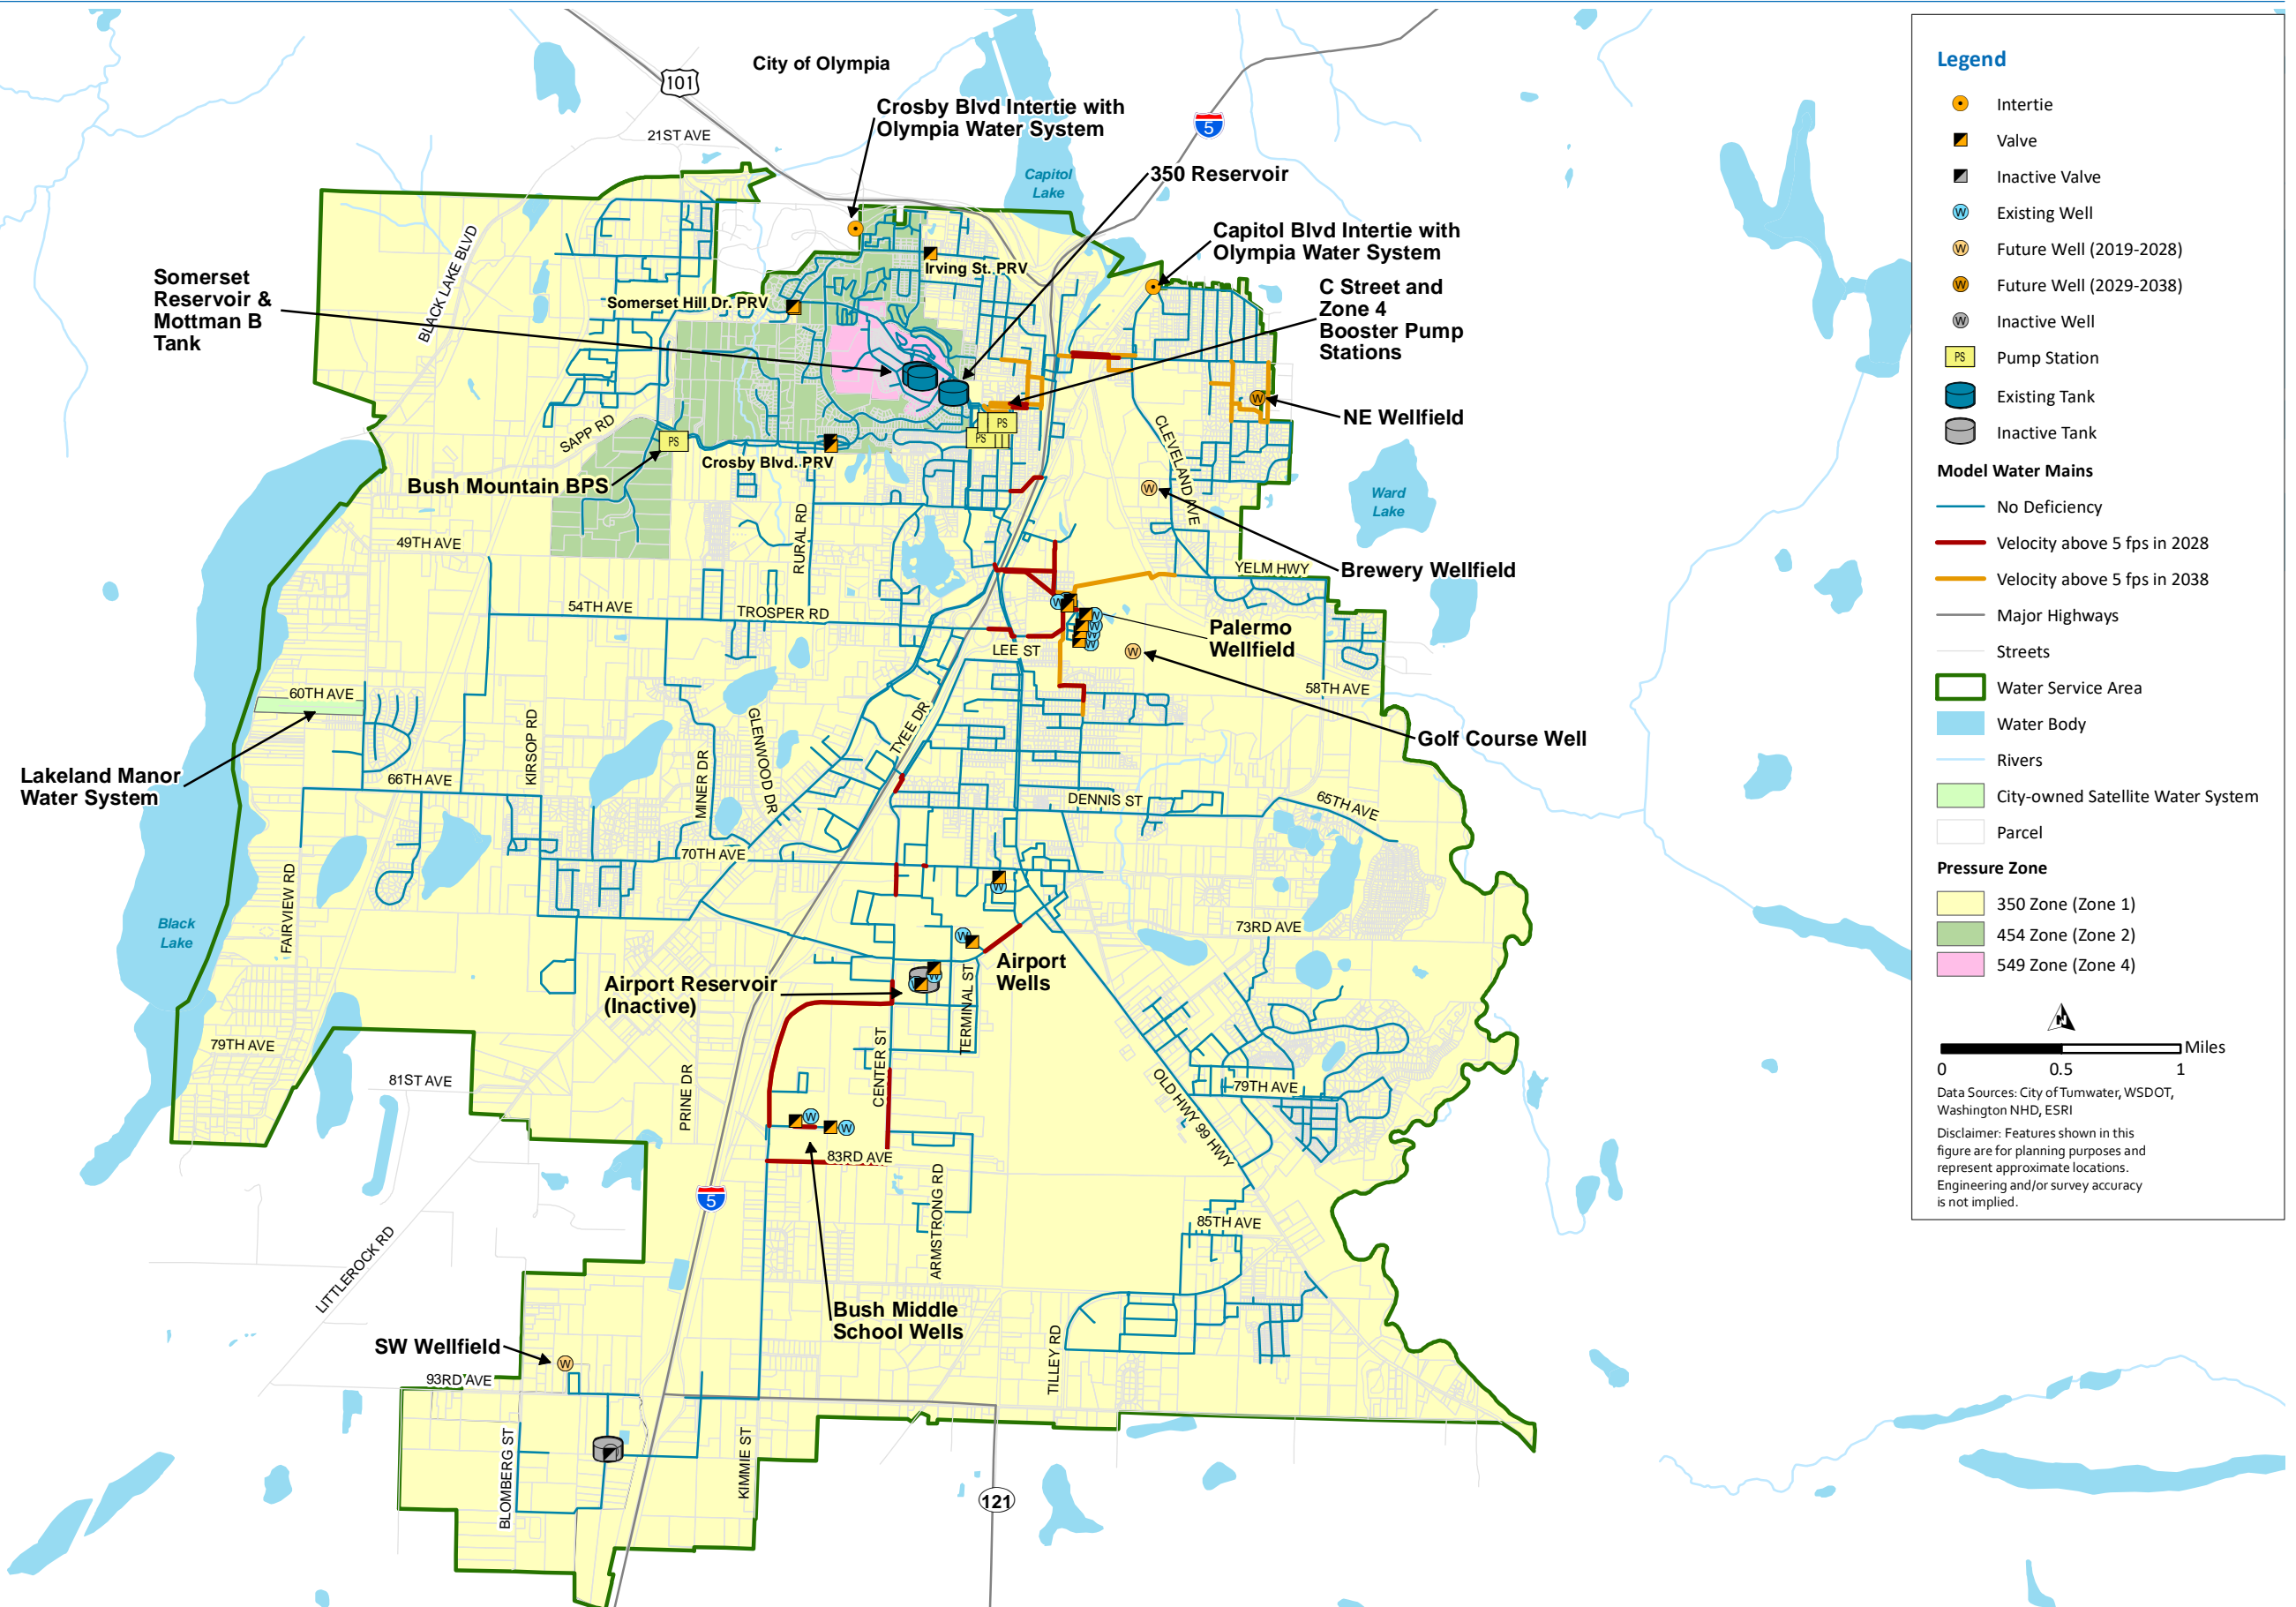 City of Olympia
101
21ST AVE
Crosby Blvd Intertie with
Olympia Water System
5
Capitol
Lake
350 Reservoir
Capitol Blvd Intertie with
Olympia Water System
Irving St. PRV
Somerset Hill Dr. PRV
Somerset
Reservoir &
Mottman B
Tank
BLACK LAKE BLVD
C Street and
Zone 4
Booster Pump
Stations
W
NE Wellfield
SAPP RD
PS
PS
PS
Crosby Blvd. PRV
CLEVELAND AVE
Bush Mountain BPS
W
Ward
Lake
RURAL RD
49TH AVE
YELM HWY
Brewery Wellfield
54TH AVE
TROSPER RD
W
W
W
W
W
Palermo
Wellfield
LEE ST
W
58TH AVE
60TH AVE
KIRSOP RD
MINER DR
GLENWOOD DR
TYEE DR
Golf Course Well
Lakeland Manor
Water System
66TH AVE
DENNIS ST
65TH AVE
70TH AVE
FAIRVIEW RD
W
Black
Lake
73RD AVE
W
Airport
Wells
Airport Reservoir
(Inactive)
W
W
TERMINAL ST
CENTER ST
79TH AVE
81ST AVE
PRINE DR
79TH AVE
OLD HWY 99 HWY
W
W
83RD AVE
5
ARMSTRONG RD
85TH AVE
LITTLEROCK RD
Bush Middle
School Wells
SW Wellfield
W
TILLEY RD
93RD AVE
BLOMBERG ST
KIMMIE ST
121
Legend
Intertie
Valve
Inactive Valve
W Existing Well
W Future Well (2019-2028)
W Future Well (2029-2038)
W Inactive Well
PS Pump Station
Existing Tank
Inactive Tank
Model Water Mains
No Deficiency
Velocity above 5 fps in 2028
Velocity above 5 fps in 2038
Major Highways
Streets
Water Service Area
Water Body
Rivers
City-owned Satellite Water System
Parcel
Pressure Zone
350 Zone (Zone 1)
454 Zone (Zone 2)
549 Zone (Zone 4)
Miles
0 0.5 1
Data Sources: City of Tumwater, WSDOT,
Washington NHD, ESRI
Disclaimer: Features shown in this
figure are for planning purposes and
represent approximate locations.
Engineering and/or survey accuracy
is not implied.